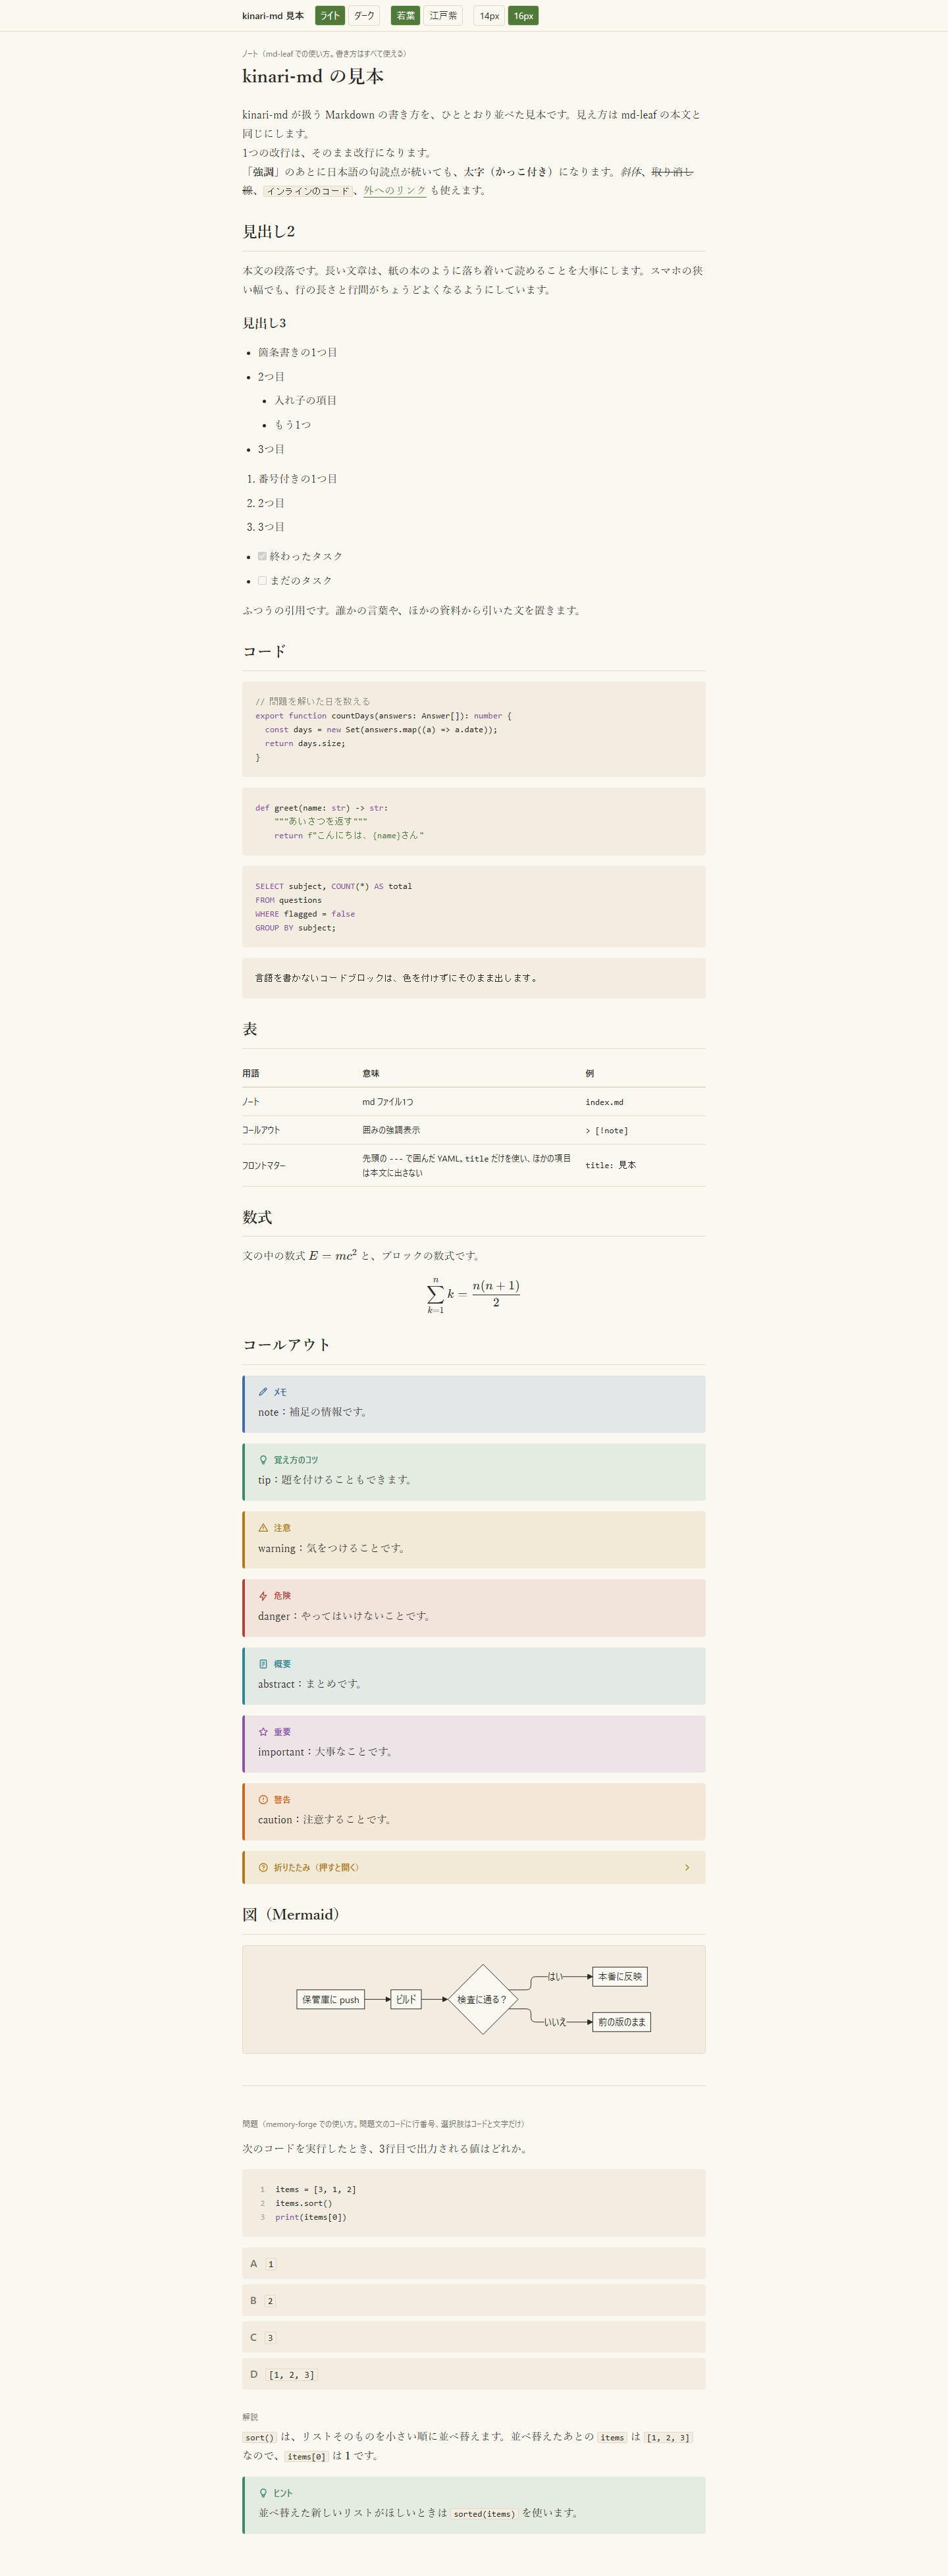 kinari-md 見本 ライト ダーク 若葉 江戸紫 14px 16px
ノート（md-leaf での使い方。書き方はすべて使える）
kinari-md の見本
kinari-md が扱う Markdown の書き方を、ひととおり並べた見本です。見え方は md-leaf の本文と
同じにします。
1つの改行は、そのまま改行になります。
「強調」のあとに日本語の句読点が続いても、太字（かっこ付き）になります。斜体、取り消し
線、インラインのコード、外へのリンク も使えます。
見出し2
本文の段落です。長い文章は、紙の本のように落ち着いて読めることを大事にします。スマホの狭
い幅でも、行の長さと行間がちょうどよくなるようにしています。
見出し3
• 箇条書きの1つ目
• 2つ目
• 入れ子の項目
• もう1つ
• 3つ目
1. 番号付きの1つ目
2. 2つ目
3. 3つ目
• 終わったタスク
• まだのタスク
ふつうの引用です。誰かの言葉や、ほかの資料から引いた文を置きます。
コード
// 問題を解いた日を数える
export function countDays(answers: Answer[]): number {
  const days = new Set(answers.map((a) => a.date));
  return days.size;
}
def greet(name: str) -> str:
    """あいさつを返す"""
    return f"こんにちは、{name}さん"
SELECT subject, COUNT(*) AS total
FROM questions
WHERE flagged = false
GROUP BY subject;
言語を書かないコードブロックは、色を付けずにそのまま出します。
表
用語 意味 例
ノート md ファイル1つ index.md
コールアウト 囲みの強調表示 > [!note]
フロントマター 先頭の --- で囲んだ YAML。title だけを使い、ほかの項目
は本文に出さない title: 見本
数式
文の中の数式 E = mc² と、ブロックの数式です。
n
∑ k = n(n + 1)
k=1 2
コールアウト
メモ
note：補足の情報です。
覚え方のコツ
tip：題を付けることもできます。
注意
warning：気をつけることです。
危険
danger：やってはいけないことです。
概要
abstract：まとめです。
重要
important：大事なことです。
警告
caution：注意することです。
折りたたみ（押すと開く）
図（Mermaid）
保管庫に push ビルド 検査に通る？ はい 本番に反映
いいえ 前の版のまま
問題（memory-forge での使い方。問題文のコードに行番号、選択肢はコードと文字だけ）
次のコードを実行したとき、3行目で出力される値はどれか。
1 items = [3, 1, 2]
2 items.sort()
3 print(items[0])
A 1
B 2
C 3
D [1, 2, 3]
解説
sort() は、リストそのものを小さい順に並べ替えます。並べ替えたあとの items は [1, 2, 3]
なので、items[0] は 1 です。
ヒント
並べ替えた新しいリストがほしいときは sorted(items) を使います。